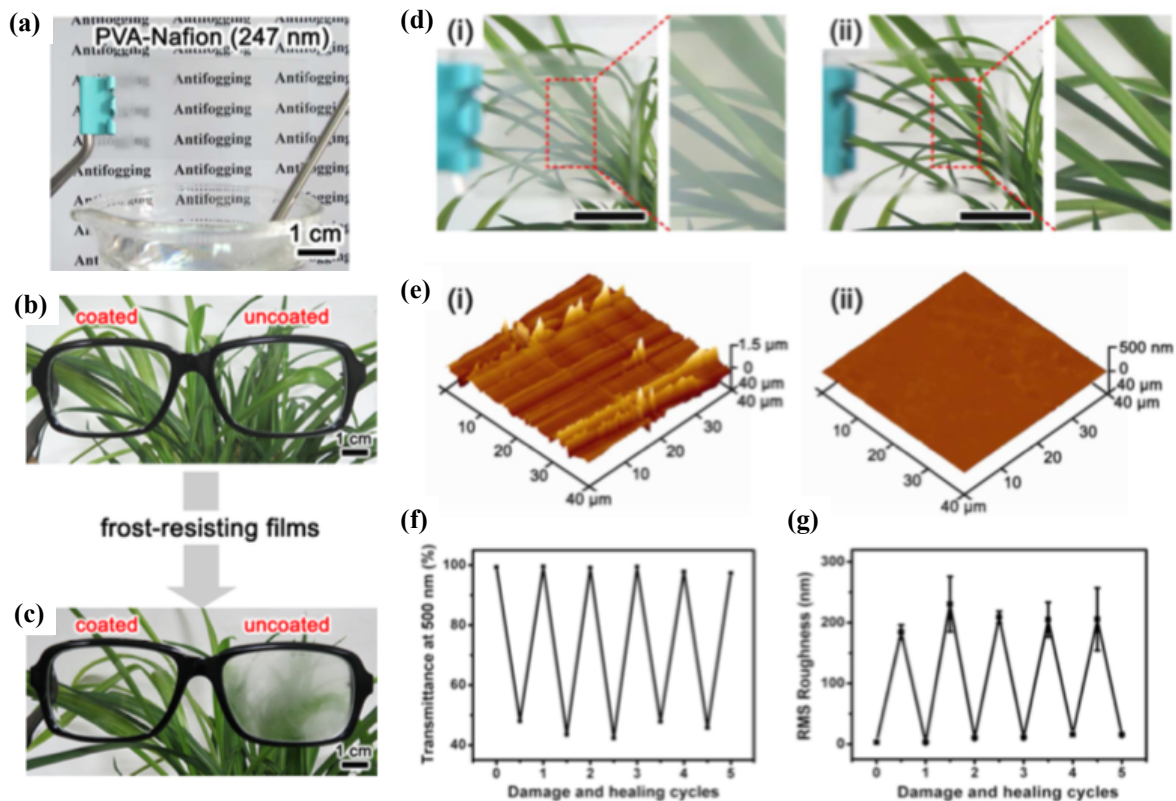 (a)
PVA-Nafion (247 nm)
Antifogging Antifogging
Antifogging Antifogging
Antifogging Antifogging
Antifogging Antifogging
Antifogging Antifogging
Antifogging Antifogging Antifogging
1 cm
(b)
coated uncoated
1 cm
frost-resisting films
(c)
coated uncoated
1 cm
(d)
(i) (ii)
(e)
(i)
1.5 µm
0
40 µm
40 µm
10
20
30
10
20
30
40 µm
(ii)
500 nm
0
40 µm
40 µm
10
20
30
10
20
30
40 µm
(f)
Transmittance at 500 nm (%)
100
80
60
40
0 1 2 3 4 5
Damage and healing cycles
(g)
RMS Roughness (nm)
300
200
100
0
0 1 2 3 4 5
Damage and healing cycles